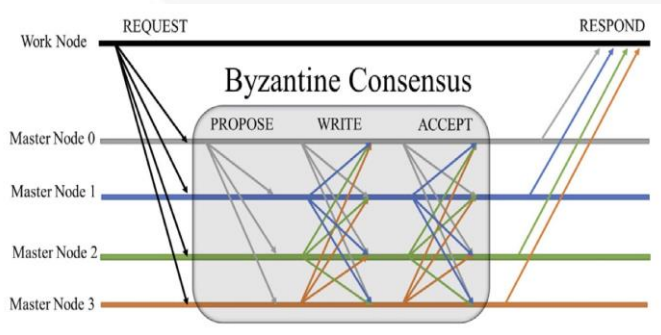 REQUEST
RESPOND
Work Node
Byzantine Consensus
PROPOSE
WRITE
ACCEPT
Master Node 0
Master Node 1
Master Node 2
Master Node 3